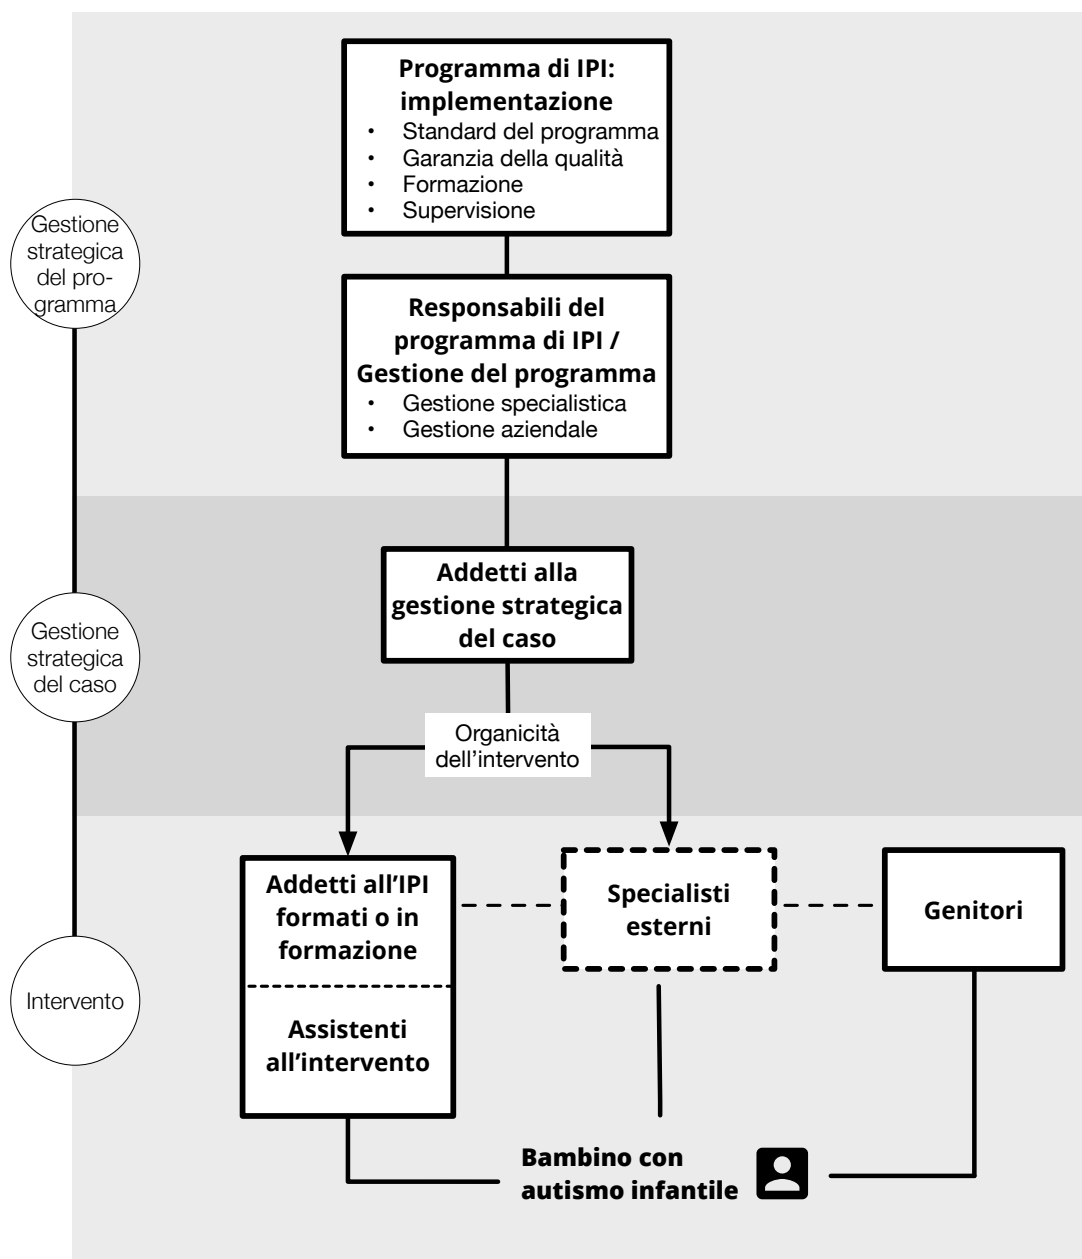 Programma di IPI:
implementazione
• Standard del programma
• Garanzia della qualità
• Formazione
• Supervisione
Gestione
strategica
del pro-
gramma
Responsabili del
programma di IPI /
Gestione del programma
• Gestione specialistica
• Gestione aziendale
Addetti alla
gestione strategica
del caso
Gestione
strategica
del caso
Organicità
dell’intervento
Addetti all’IPI
formati o in
formazione
Assistenti
all’intervento
Specialisti
esterni
Genitori
Intervento
Bambino con
autismo infantile